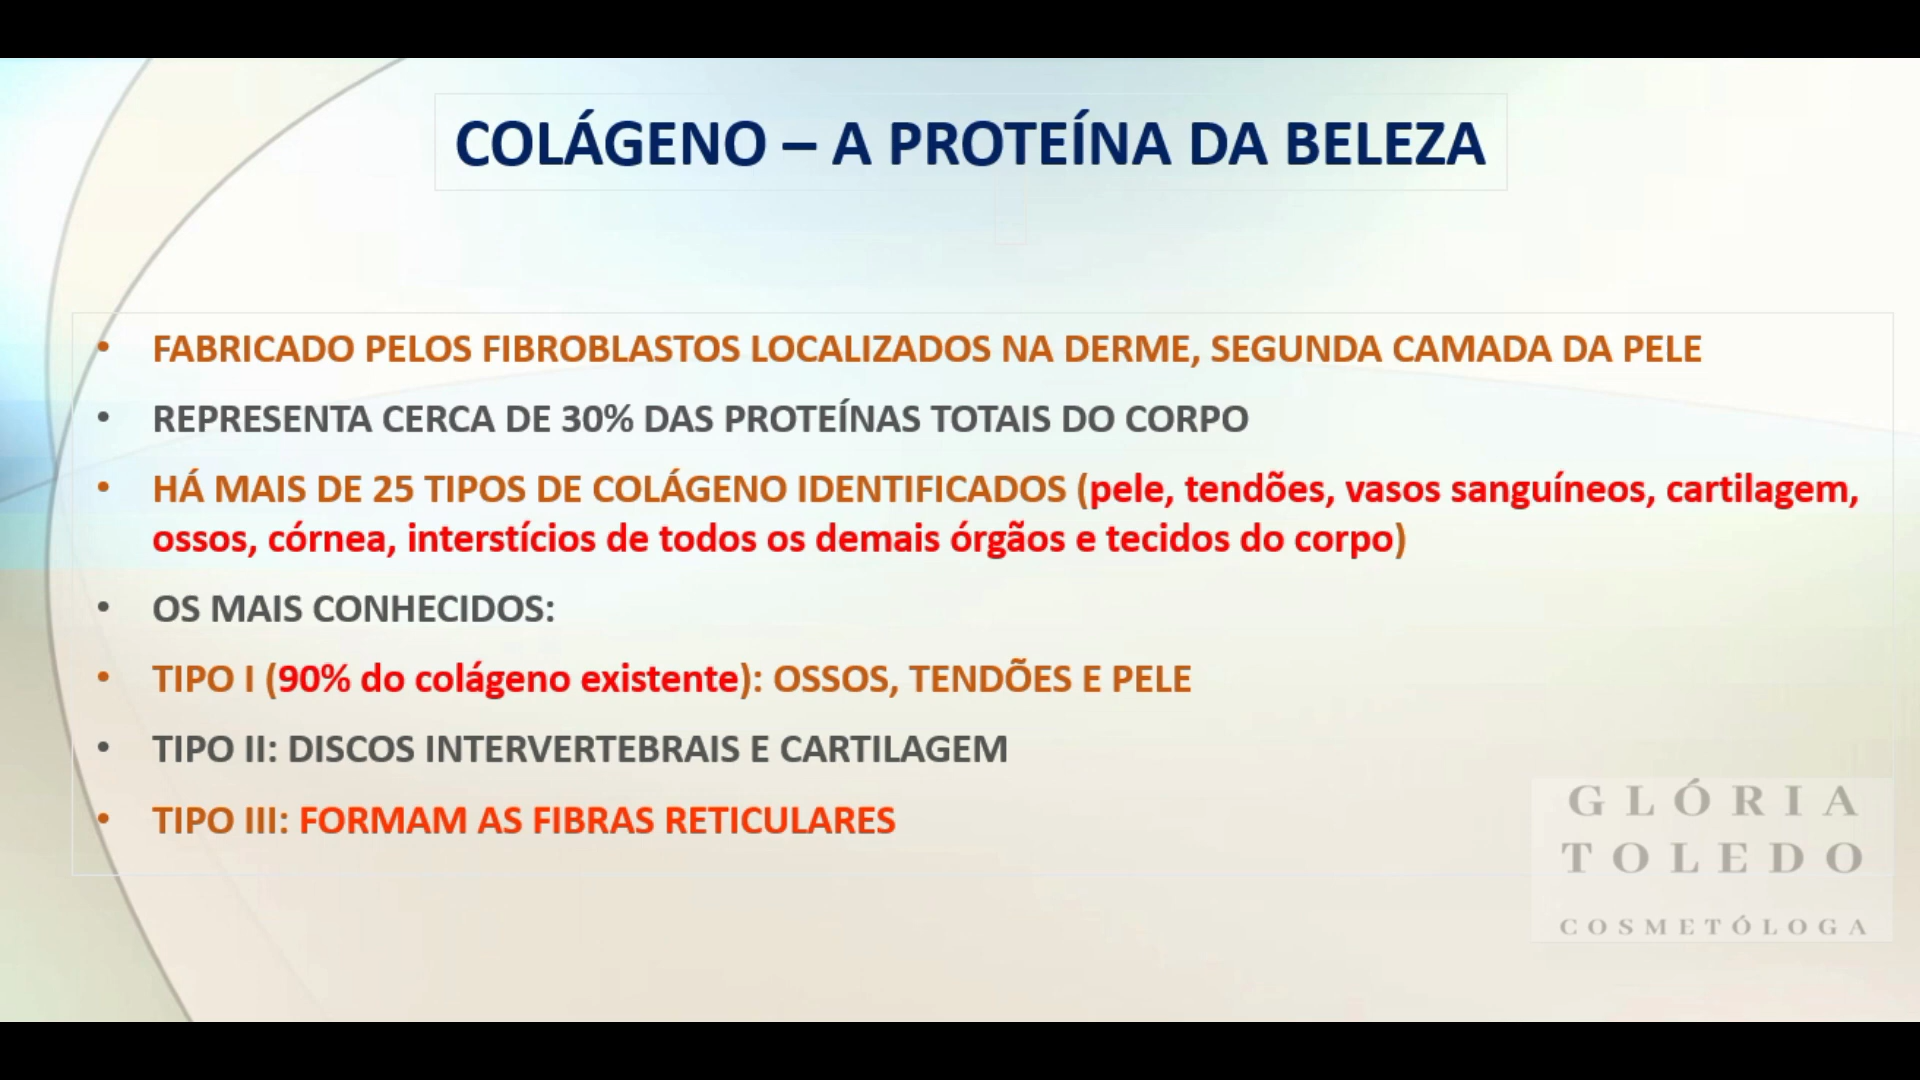 COLÁGENO – A PROTEÍNA DA BELEZA
• FABRICADO PELOS FIBROBLASTOS LOCALIZADOS NA DERME, SEGUNDA CAMADA DA PELE
• REPRESENTA CERCA DE 30% DAS PROTEÍNAS TOTAIS DO CORPO
• HÁ MAIS DE 25 TIPOS DE COLÁGENO IDENTIFICADOS (pele, tendões, vasos sanguíneos, cartilagem,
ossos, córnea, interstícios de todos os demais órgãos e tecidos do corpo)
• OS MAIS CONHECIDOS:
• TIPO I (90% do colágeno existente): OSSOS, TENDÕES E PELE
• TIPO II: DISCOS INTERVERTEBRAIS E CARTILAGEM
• TIPO III: FORMAM AS FIBRAS RETICULARES
GLÓRIA
TOLEDO
COSMETÓLOGA